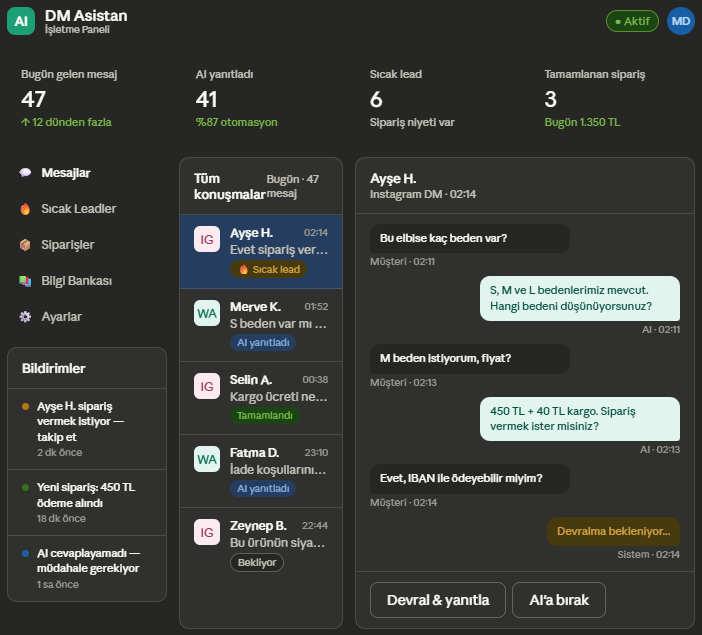 AI
DM Asistan
İşletme Paneli
Aktif
MD
Bugün gelen mesaj
47
↑ 12 dünden fazla
AI yanıtladı
41
%87 otomasyon
Sıcak lead
6
Sipariş niyeti var
Tamamlanan sipariş
3
Bugün 1.350 TL
Mesajlar
Sıcak Leadler
Siparişler
Bilgi Bankası
Ayarlar
Bildirimler
Ayşe H. sipariş
vermek istiyor —
takip et
2 dk önce
Yeni sipariş: 450 TL
ödeme alındı
18 dk önce
AI cevaplayamadı —
müdahale gerekiyor
1 sa önce
Tüm
konuşmalar
Bugün · 47
mesaj
IG
Ayşe H.
02:14
Evet sipariş ver...
Sıcak lead
WA
Merve K.
01:52
S beden var mı ...
AI yanıtladı
IG
Selin A.
00:38
Kargo ücreti ne...
Tamamlandı
WA
Fatma D.
23:10
İade koşullarını...
AI yanıtladı
IG
Zeynep B.
22:44
Bu ürünün siya...
Bekliyor
Ayşe H.
Instagram DM · 02:14
Bu elbise kaç beden var?
Müşteri · 02:11
S, M ve L bedenlerimiz mevcut.
Hangi bedeni düşünüyorsunuz?
AI · 02:11
M beden istiyorum, fiyat?
Müşteri · 02:13
450 TL + 40 TL kargo. Sipariş
vermek ister misiniz?
AI · 02:13
Evet, IBAN ile ödeyebilir miyim?
Müşteri · 02:14
Devralma bekleniyor...
Sistem · 02:14
Devral & yanıtla
AI'a bırak